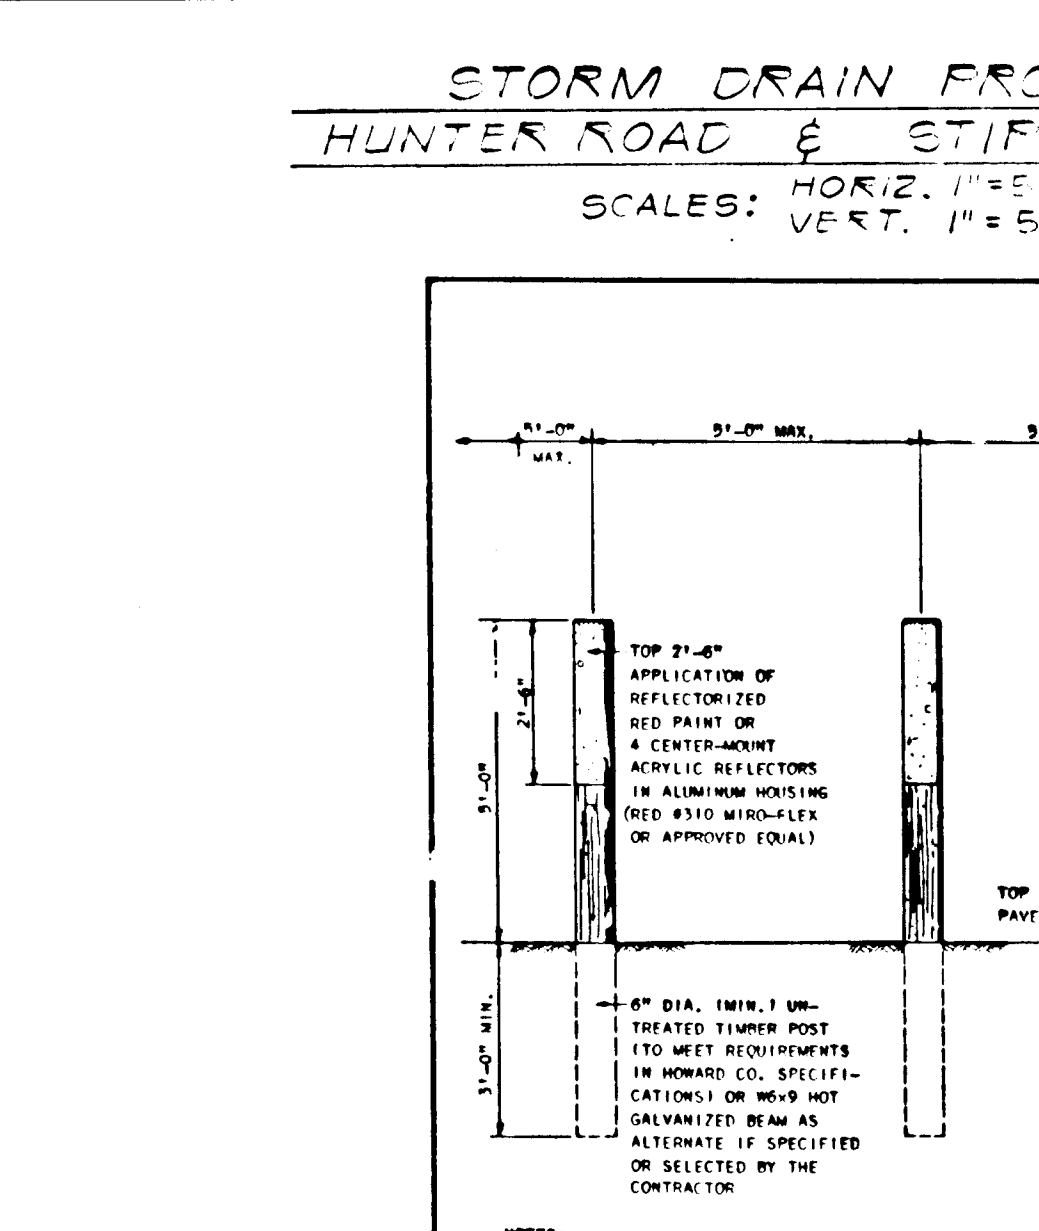 STORM DRAIN PRO
HUNTER ROAD & STIF
SCALES: HORIZ. 1"=5
VERT. 1"=5
5'-0" 5'-0" MAX. 5
MAX.
TOP 2'-6"
APPLICATION OF
REFLECTORIZED
RED PAINT OR
4 CENTER-MOUNT
ACRYLIC REFLECTORS
IN ALUMINUM HOUSING
(RED #310 MIRO-FLEX
OR APPROVED EQUAL)
2'-6"
5'-0"
TOP
PAVE
3'-0" MIN.
6" DIA. (MIN.) UN-
TREATED TIMBER POST
(TO MEET REQUIREMENTS
IN HOWARD CO. SPECIFI-
CATIONS) OR W6x9 HOT
GALVANIZED BEAM AS
ALTERNATE IF SPECIFIED
OR SELECTED BY THE
CONTRACTOR